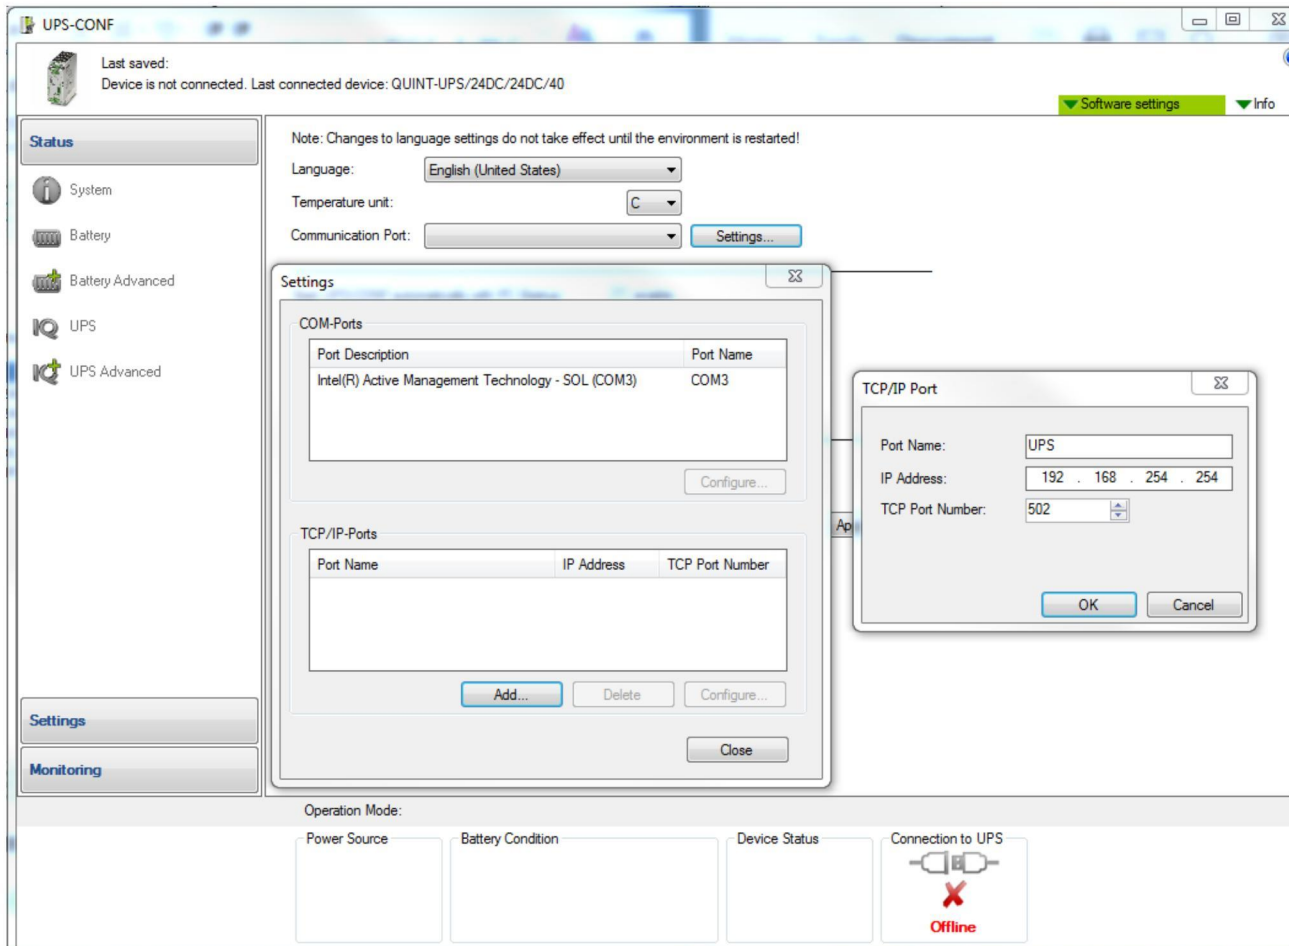 UPS-CONF
Last saved:
Device is not connected. Last connected device: QUINT-UPS/24DC/24DC/40
Software settings
Info
Status
System
Battery
Battery Advanced
UPS
UPS Advanced
Settings
Monitoring
Note: Changes to language settings do not take effect until the environment is restarted!
Language: English (United States)
Temperature unit: C
Communication Port: Settings...
Settings
COM-Ports
Port Description Port Name
Intel(R) Active Management Technology - SOL (COM3) COM3
Configure...
TCP/IP-Ports
Port Name IP Address TCP Port Number
Add... Delete Configure...
Close
Ap
TCP/IP Port
Port Name: UPS
IP Address: 192 . 168 . 254 . 254
TCP Port Number: 502
OK Cancel
Operation Mode:
Power Source Battery Condition Device Status Connection to UPS
Offline